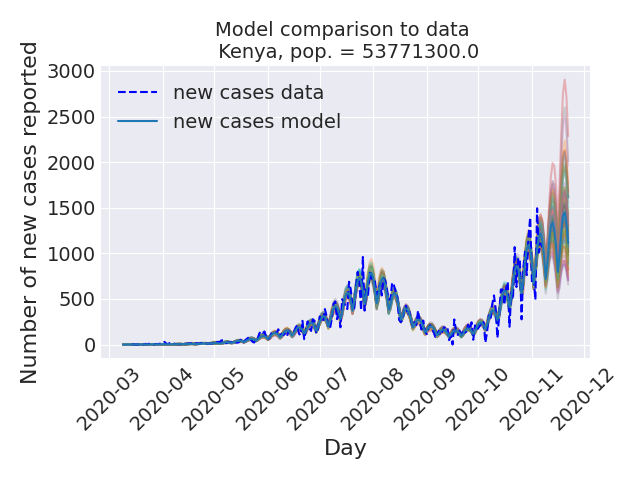 Model comparison to data
Kenya, pop. = 53771300.0
Number of new cases reported
3000
2500
2000
1500
1000
500
0
new cases data
new cases model
2020-03
2020-04
2020-05
2020-06
2020-07
2020-08
2020-09
2020-10
2020-11
2020-12
Day